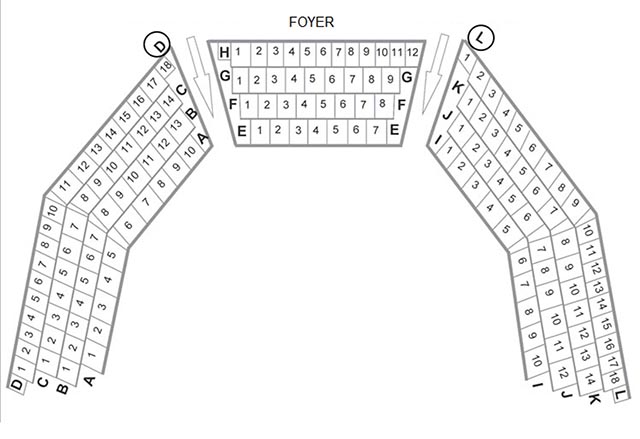 FOYER
H 1 2 3 4 5 6 7 8 9 10 11 12
G 1 2 3 4 5 6 7 8 9 G
F 1 2 3 4 5 6 7 8 F
E 1 2 3 4 5 6 7 E
D 1 2 3 4 5 6 7 8 9 10 11 12 13 14 15 16 17 18 D
C 1 2 3 4 5 6 7 8 9 10 11 12 13 14 C
B 1 2 3 4 5 6 7 8 9 10 11 12 13 B
A 1 2 3 4 5 6 7 8 9 10 A
L 1 2 3 4 5 6 7 8 9 10 11 12 13 14 15 16 17 18 L
K 1 2 3 4 5 6 7 8 9 10 11 12 13 14 K
J 1 2 3 4 5 6 7 8 9 10 11 12 J
I 1 2 3 4 5 6 7 8 9 10 I